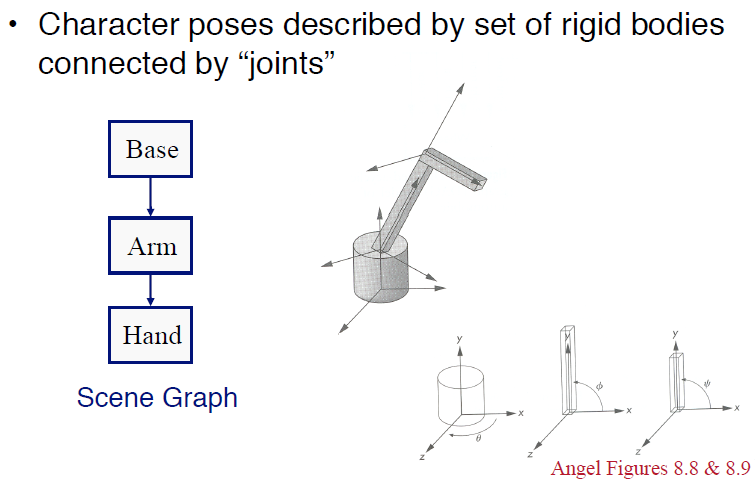 • Character poses described by set of rigid bodies
connected by “joints”
Base
Arm
Hand
Scene Graph
y
x
z
θ
y
x
z
ϕ
y
x
z
ψ
Angel Figures 8.8 & 8.9